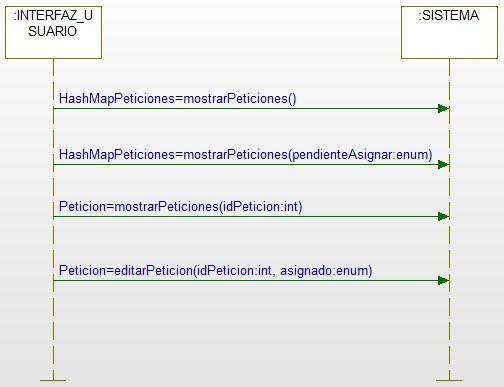 :INTERFAZ_U
SUARIO
:SISTEMA
HashMapPeticiones=mostrarPeticiones()
HashMapPeticiones=mostrarPeticiones(pendienteAsignar:enum)
Peticion=mostrarPeticiones(idPeticion:int)
Peticion=editarPeticion(idPeticion:int, asignado:enum)